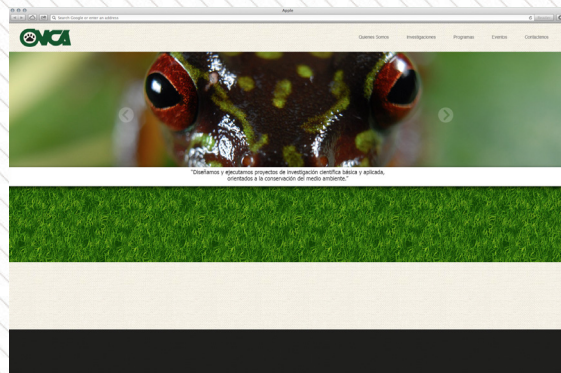 Apple
Search Google or enter an address
ONCA
Quienes Somos Investigaciones Programas Eventos Contáctenos
"Diseñamos y ejecutamos proyectos de investigación científica básica y aplicada,
orientados a la conservación del medio ambiente."